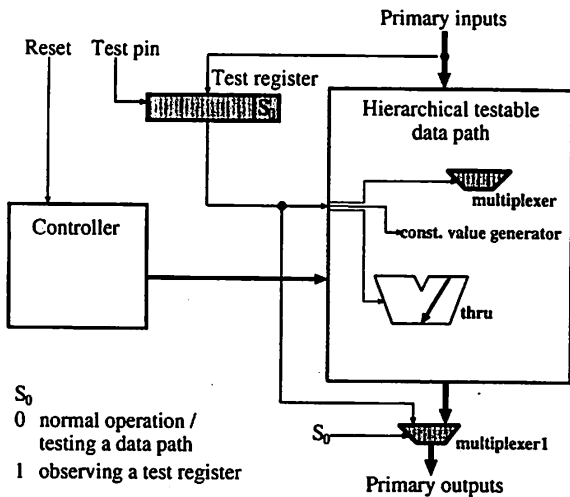 Primary inputs
Reset
Test pin
Test register
S0
Hierarchical testable
data path
multiplexer
Controller
const. value generator
thru
S0
0 normal operation /
testing a data path
1 observing a test register
S0
multiplexer1
Primary outputs